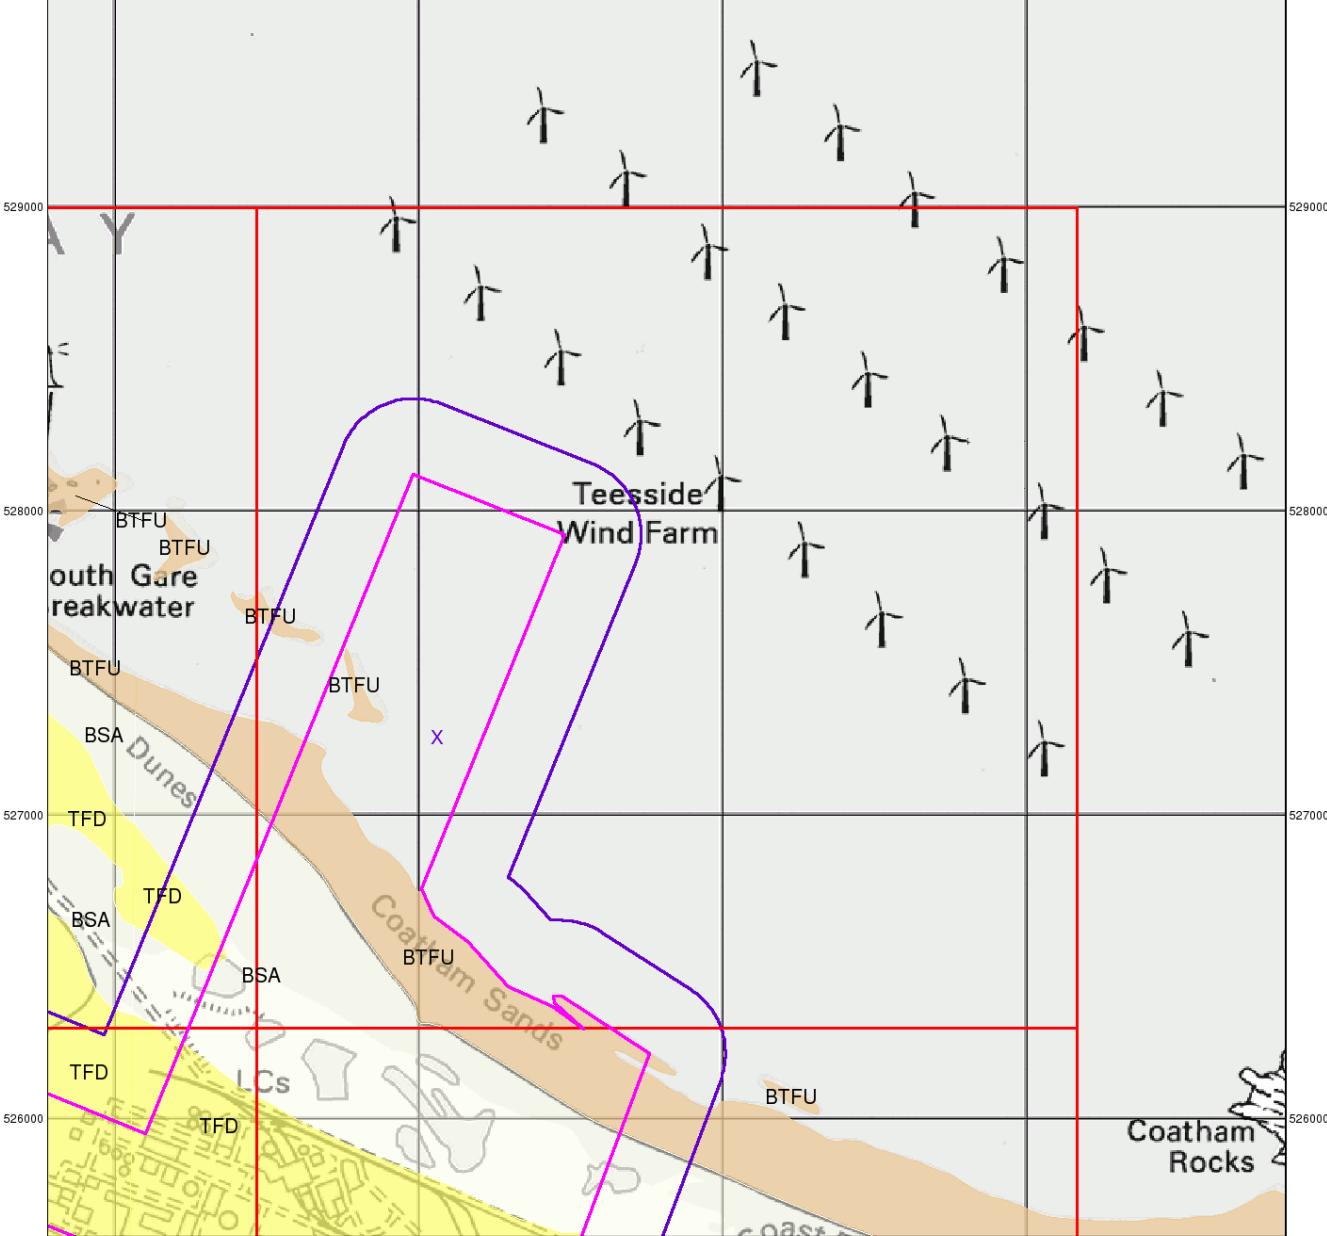 529000
529000
A Y
Teesside
Wind Farm
528000
528000
BTFU
BTFU
outh Gare
reakwater
BTFU
BTFU
BTFU
BSA
X
Dunes
527000
527000
TFD
TFD
BSA
Coatham Sands
BTFU
BSA
TFD
LCs
BTFU
526000
526000
TFD
Coatham
Rocks
Coast